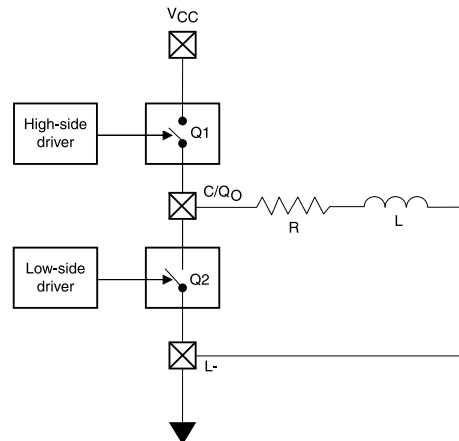 VCC
High-side
driver
Q1
C/QO
R
L
Low-side
driver
Q2
L-